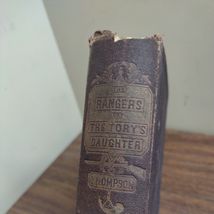 THE
RANGERS
OR
THE TORY'S
DAUGHTER
THOMPSON